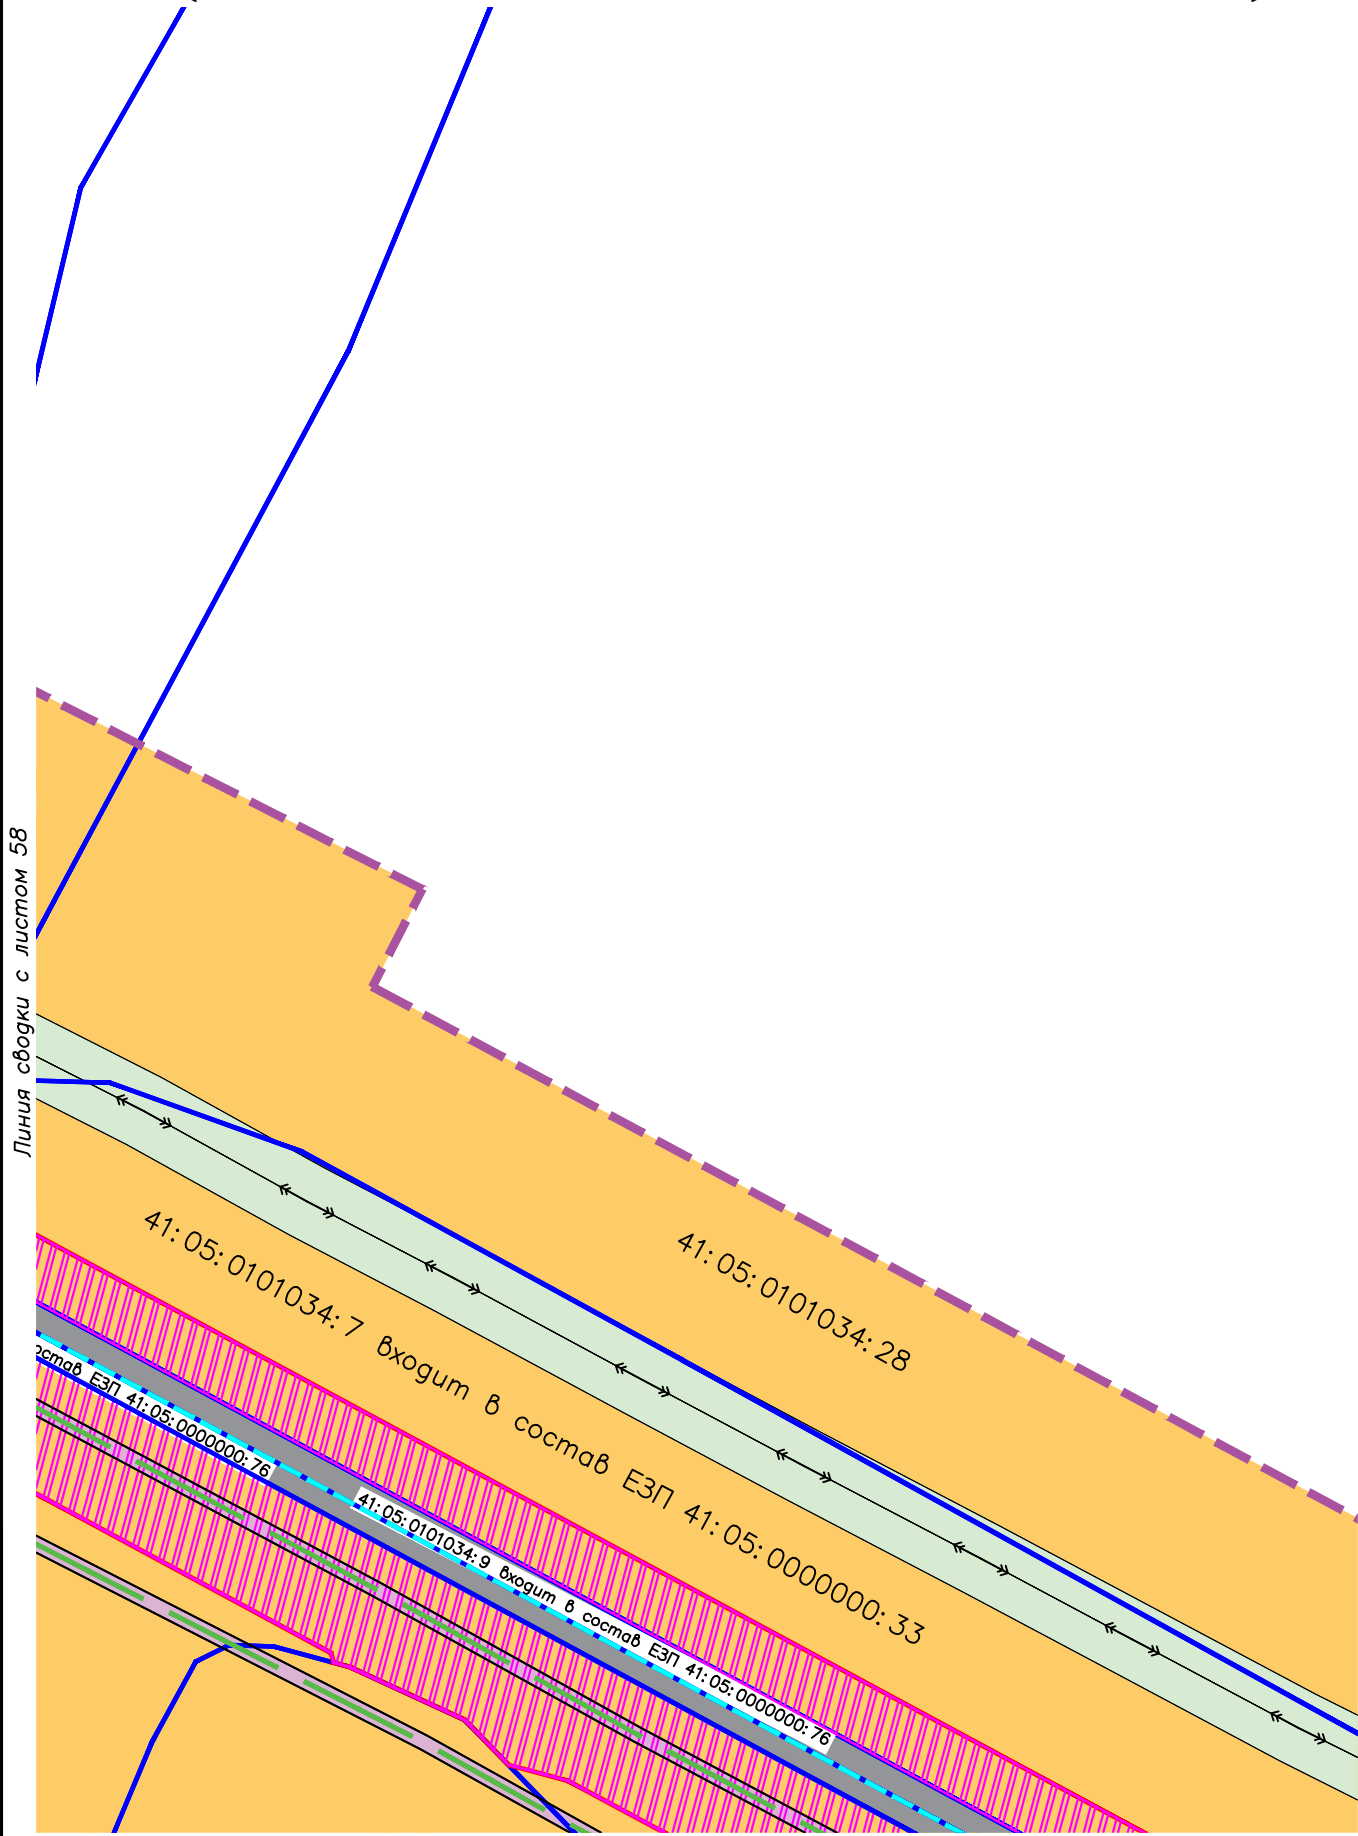 Линия сводки с листом 58
41:05:0101034:28
41:05:0101034:7 входит в состав ЕЗП 41:05:0000000:33
ЕЗП 41:05:0000000:76
41:05:0101034:9 входит в состав ЕЗП 41:05:0000000:76